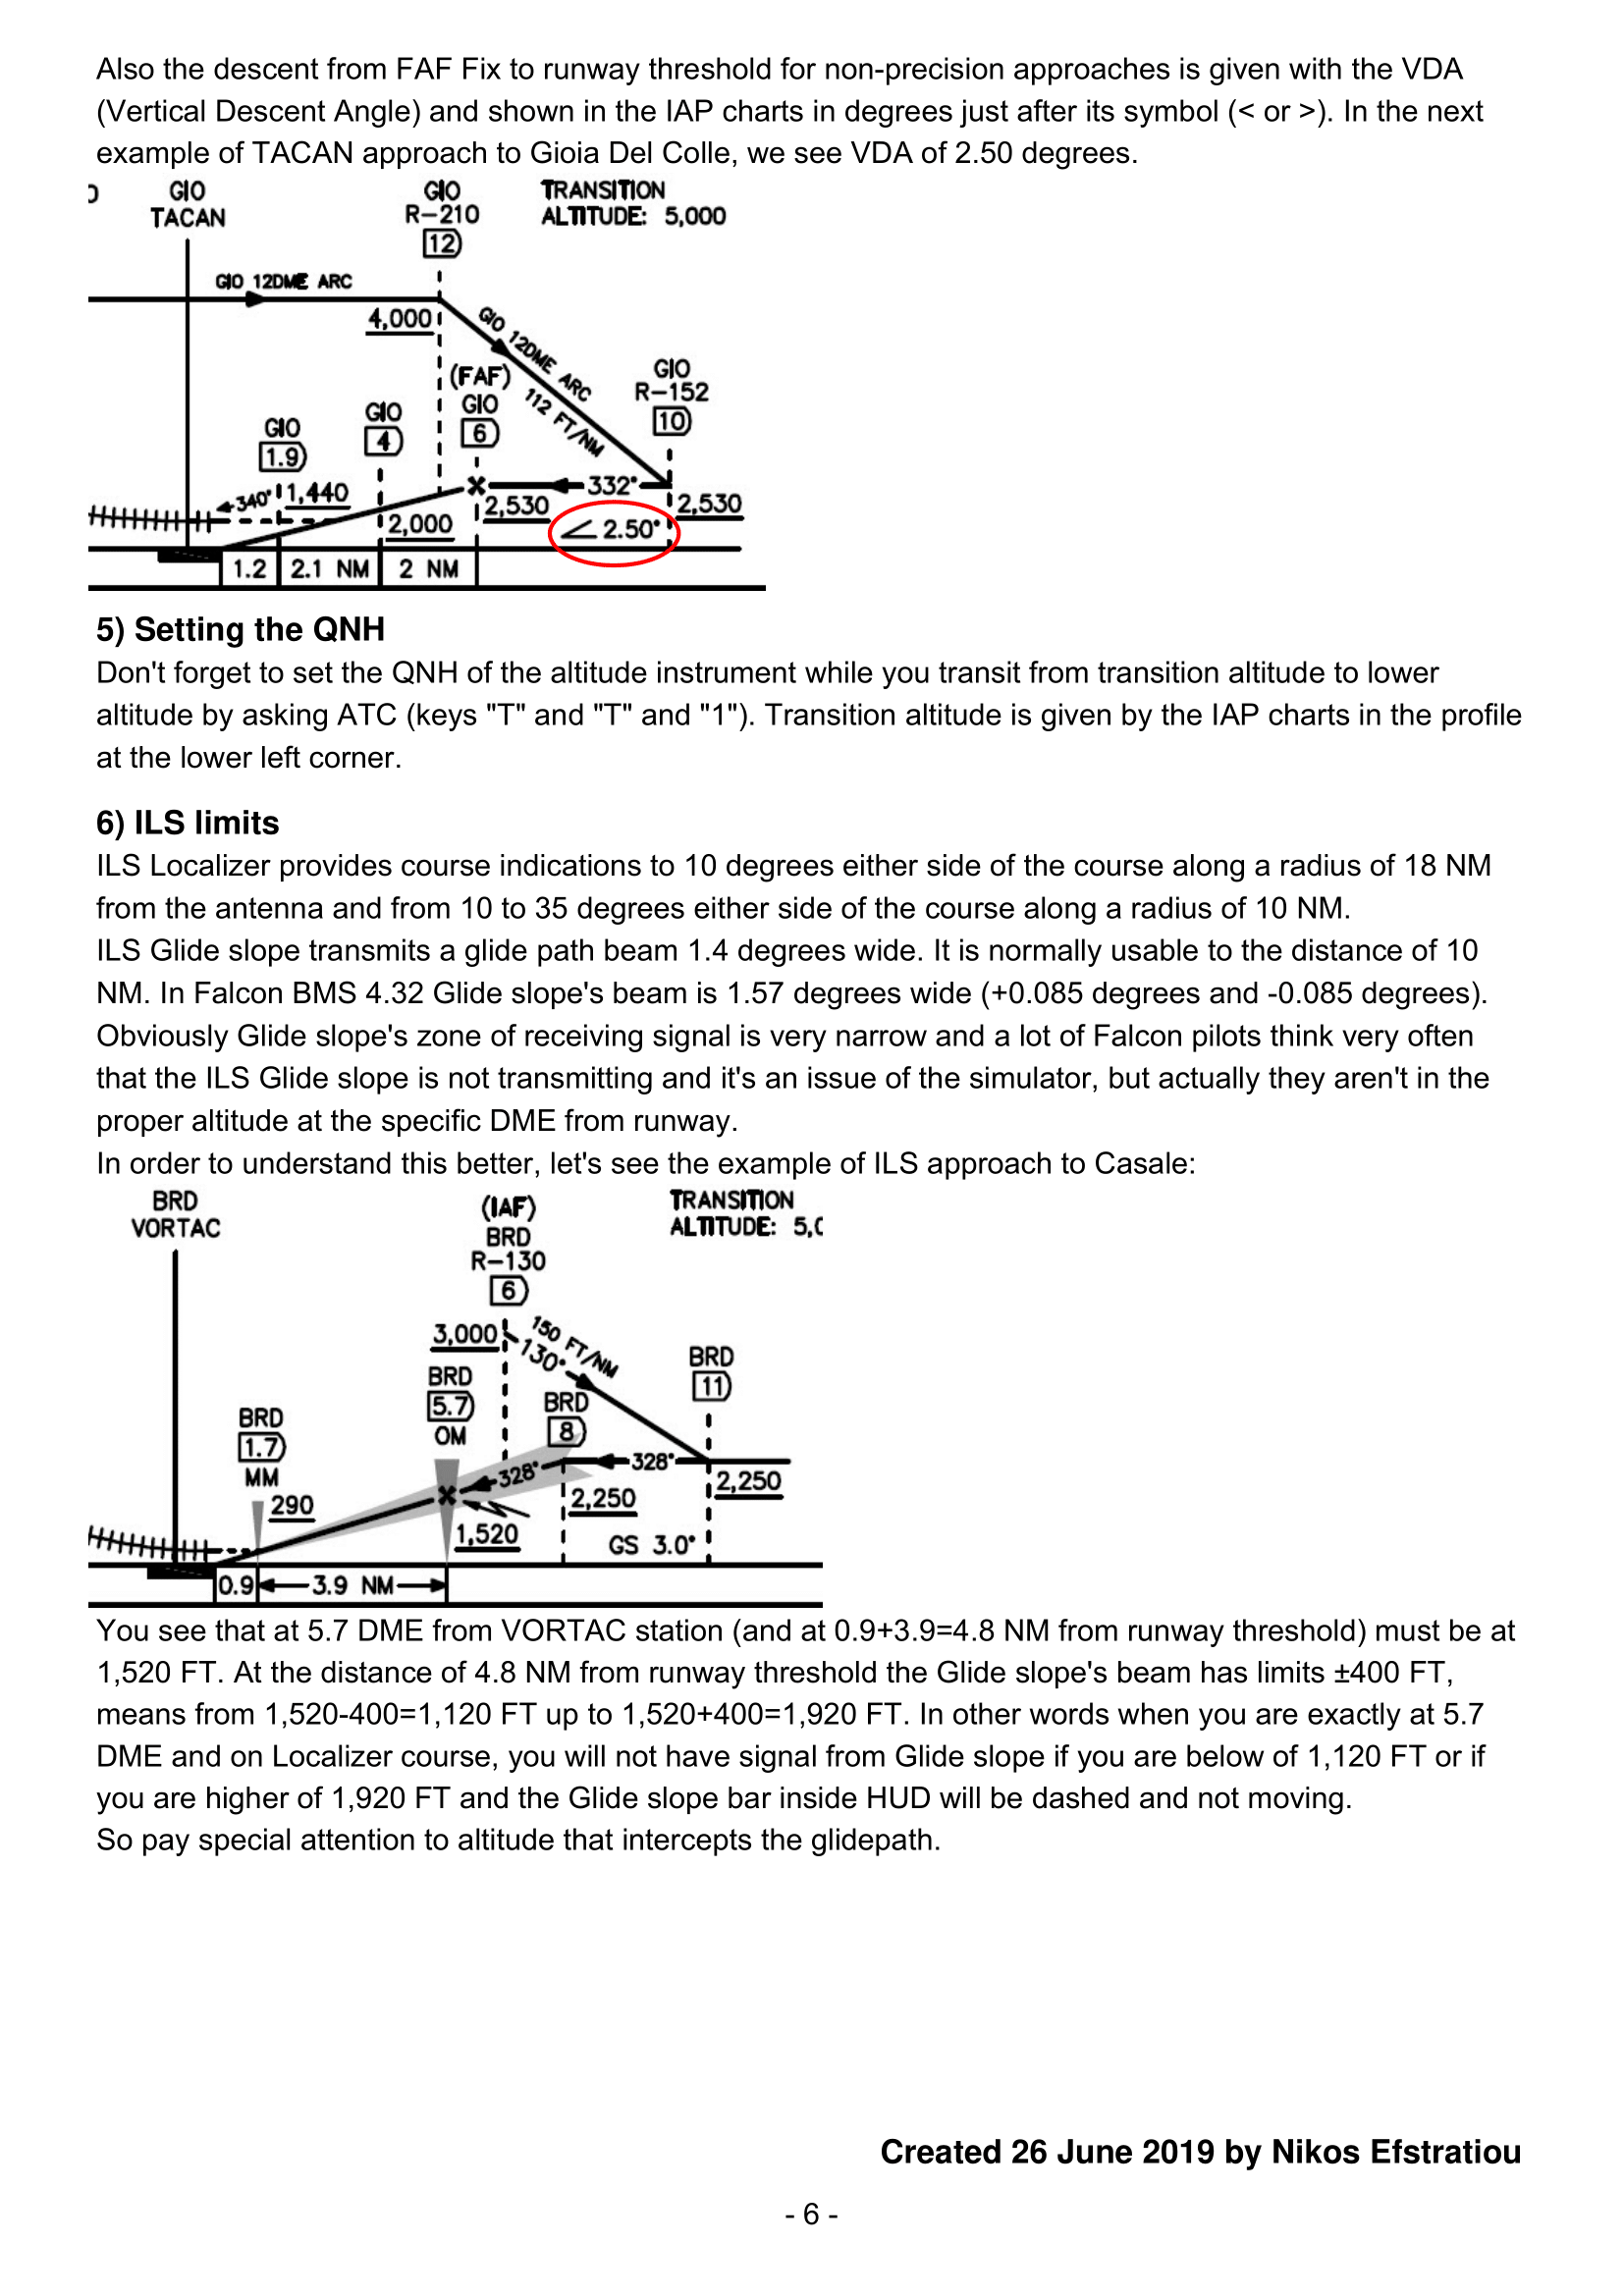 Also the descent from FAF Fix to runway threshold for non-precision approaches is given with the VDA
(Vertical Descent Angle) and shown in the IAP charts in degrees just after its symbol (< or >). In the next
example of TACAN approach to Gioia Del Colle, we see VDA of 2.50 degrees.
GIO
TACAN
GIO
R-210
12
TRANSITION
ALTITUDE: 5,000
GIO 12DME ARC
4,000
GIO 12DME ARC
112 FT/NM
(FAF)
GIO
6
GIO
R-152
10
GIO
4
GIO
1.9
340°
1,440
332°
2,530
2,530
2,000
∠ 2.50°
1.2
2.1 NM
2 NM
5) Setting the QNH
Don't forget to set the QNH of the altitude instrument while you transit from transition altitude to lower
altitude by asking ATC (keys "T" and "T" and "1"). Transition altitude is given by the IAP charts in the profile
at the lower left corner.
6) ILS limits
ILS Localizer provides course indications to 10 degrees either side of the course along a radius of 18 NM
from the antenna and from 10 to 35 degrees either side of the course along a radius of 10 NM.
ILS Glide slope transmits a glide path beam 1.4 degrees wide. It is normally usable to the distance of 10
NM. In Falcon BMS 4.32 Glide slope's beam is 1.57 degrees wide (+0.085 degrees and -0.085 degrees).
Obviously Glide slope's zone of receiving signal is very narrow and a lot of Falcon pilots think very often
that the ILS Glide slope is not transmitting and it's an issue of the simulator, but actually they aren't in the
proper altitude at the specific DME from runway.
In order to understand this better, let's see the example of ILS approach to Casale:
BRD
VORTAC
(IAF)
BRD
R-130
6
TRANSITION
ALTITUDE: 5,0
3,000
150 FT/NM
130°
BRD
11
BRD
5.7
OM
BRD
8
BRD
1.7
MM
328°
328°
290
2,250
2,250
1,520
GS 3.0°
0.9
3.9 NM
You see that at 5.7 DME from VORTAC station (and at 0.9+3.9=4.8 NM from runway threshold) must be at
1,520 FT. At the distance of 4.8 NM from runway threshold the Glide slope's beam has limits ±400 FT,
means from 1,520-400=1,120 FT up to 1,520+400=1,920 FT. In other words when you are exactly at 5.7
DME and on Localizer course, you will not have signal from Glide slope if you are below of 1,120 FT or if
you are higher of 1,920 FT and the Glide slope bar inside HUD will be dashed and not moving.
So pay special attention to altitude that intercepts the glidepath.
Created 26 June 2019 by Nikos Efstratiou
- 6 -